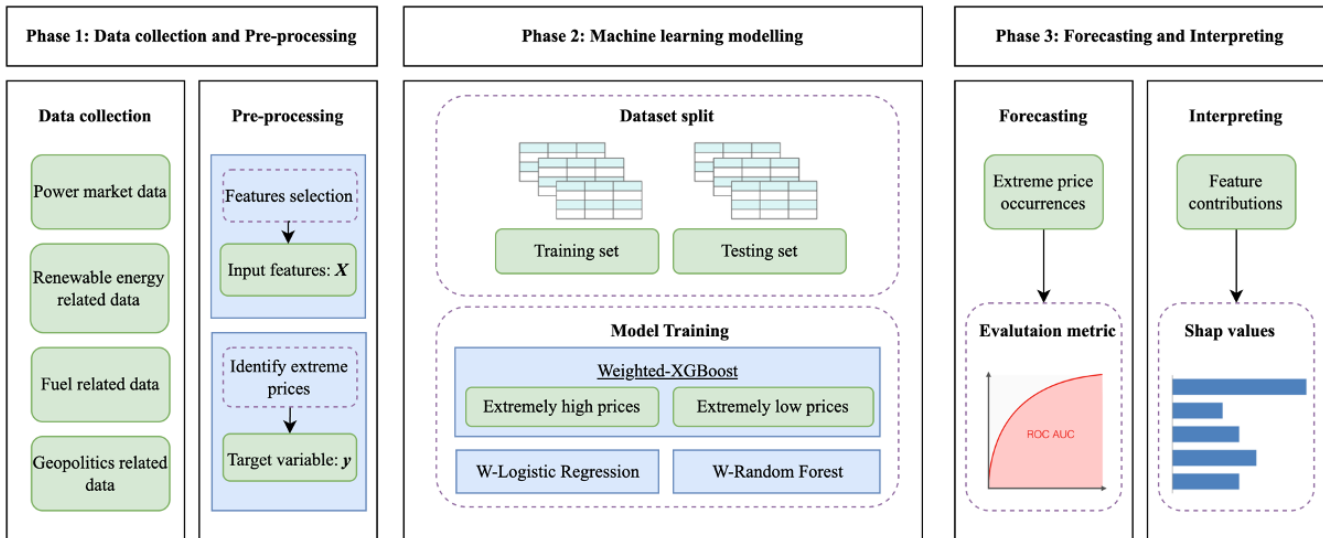 Phase 1: Data collection and Pre-processing
Phase 2: Machine learning modelling
Phase 3: Forecasting and Interpreting
Data collection
Power market data
Renewable energy
related data
Fuel related data
Geopolitics related
data
Pre-processing
Features selection
Input features: X
Identify extreme
prices
Target variable: y
Dataset split
Training set
Testing set
Model Training
Weighted-XGBoost
Extremely high prices
Extremely low prices
W-Logistic Regression
W-Random Forest
Forecasting
Extreme price
occurrences
Evalutaion metric
ROC AUC
Interpreting
Feature
contributions
Shap values